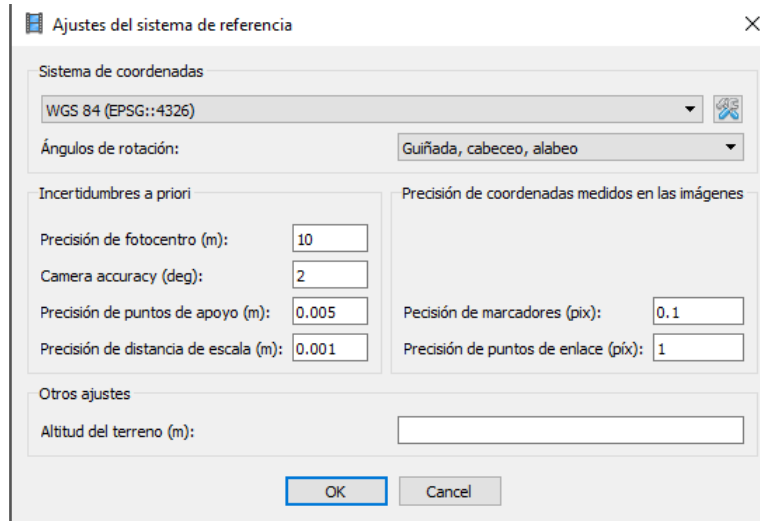 Ajustes del sistema de referencia
Sistema de coordenadas
WGS 84 (EPSG::4326)
Ángulos de rotación: Guiñada, cabeceo, alabeo
Incertidumbres a priori
Precisión de fotocentro (m): 10
Camera accuracy (deg): 2
Precisión de puntos de apoyo (m): 0.005
Precisión de distancia de escala (m): 0.001
Precisión de coordenadas medidos en las imágenes
Pecisión de marcadores (pix): 0.1
Precisión de puntos de enlace (píx): 1
Otros ajustes
Altitud del terreno (m):
OK Cancel